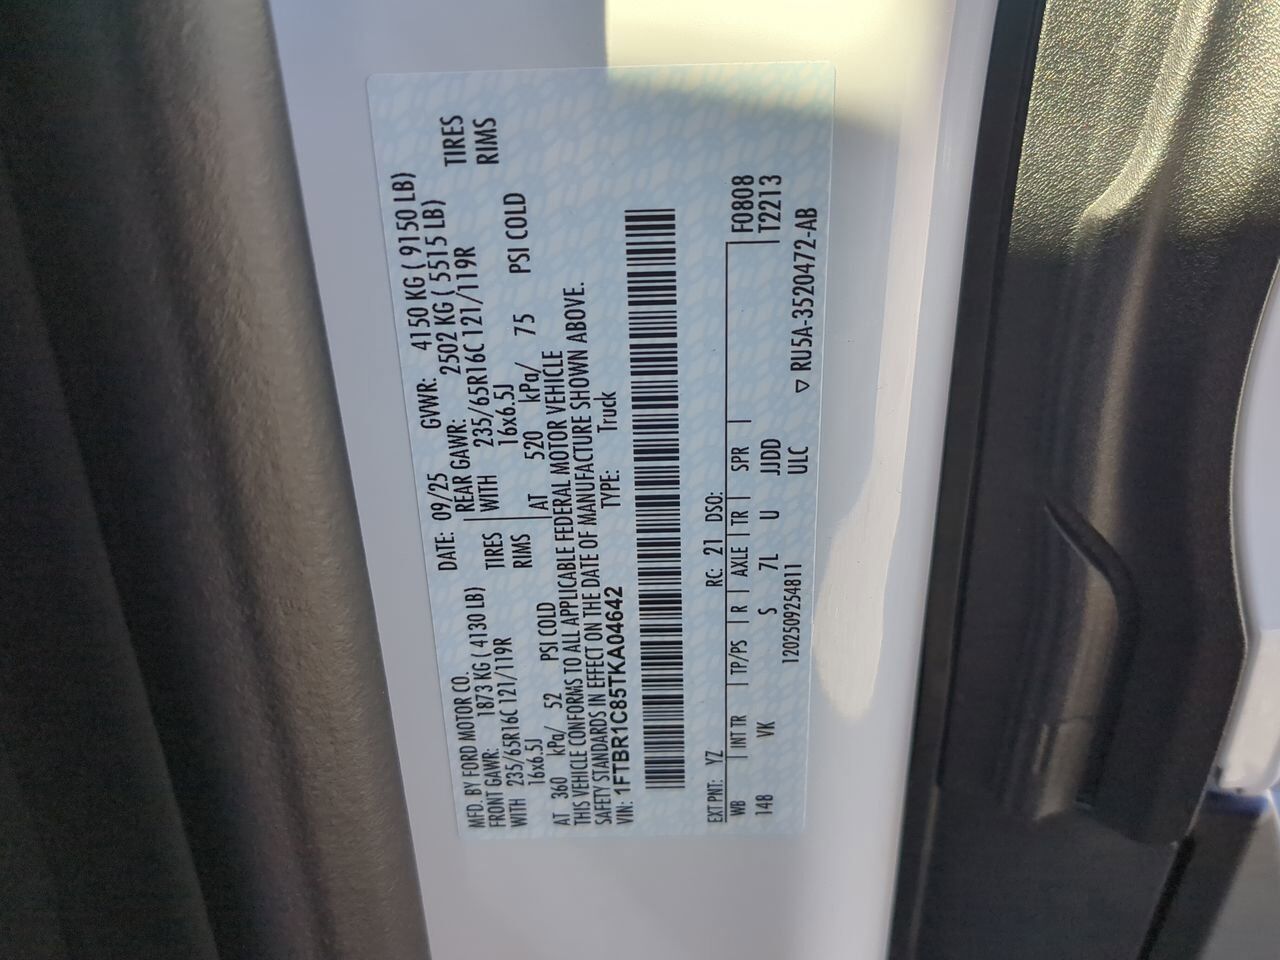 MFD. BY FORD MOTOR CO. DATE: 09/25 GVWR: 4150 KG ( 9150 LB)
FRONT GAWR: 1873 KG ( 4130 LB) REAR GAWR: 2502 KG ( 5515 LB)
WITH 235/65R16C 121/119R TIRES WITH 235/65R16C 121/119R TIRES
16x6.5J RIMS 16x6.5J RIMS
AT 360 kPa/ 52 PSI COLD AT 520 kPa/ 75 PSI COLD
THIS VEHICLE CONFORMS TO ALL APPLICABLE FEDERAL MOTOR VEHICLE
SAFETY STANDARDS IN EFFECT ON THE DATE OF MANUFACTURE SHOWN ABOVE.
VIN: 1FTBR1C85TKA04642 TYPE: Truck
EXT PNT: YZ RC: 21 DSO:
WB INT TR TP/PS R AXLE TR SPR F0808
148 VK S 7L U JJDD T2213
1202509254811 ULC ▽ RU5A-3520472-AB